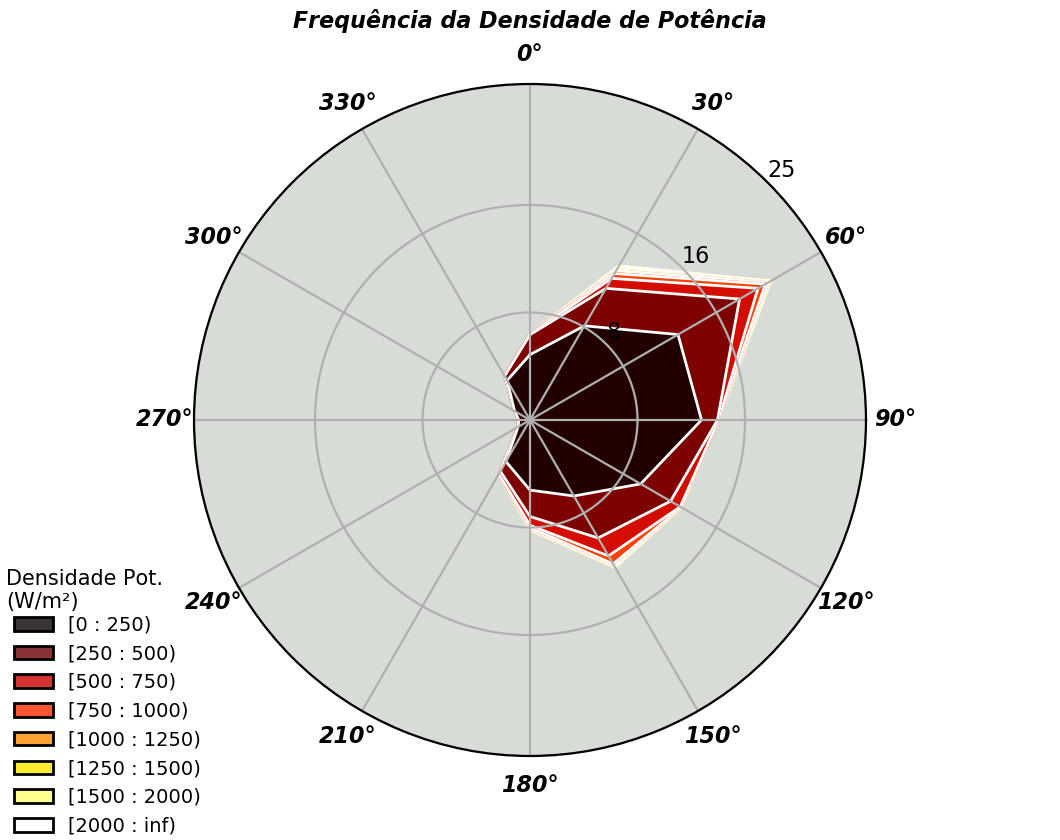 Frequência da Densidade de Potência
0°
330°
30°
25
300°
60°
16
8
270°
90°
240°
120°
210°
150°
180°
Densidade Pot.
(W/m²)
[0 : 250)
[250 : 500)
[500 : 750)
[750 : 1000)
[1000 : 1250)
[1250 : 1500)
[1500 : 2000)
[2000 : inf)